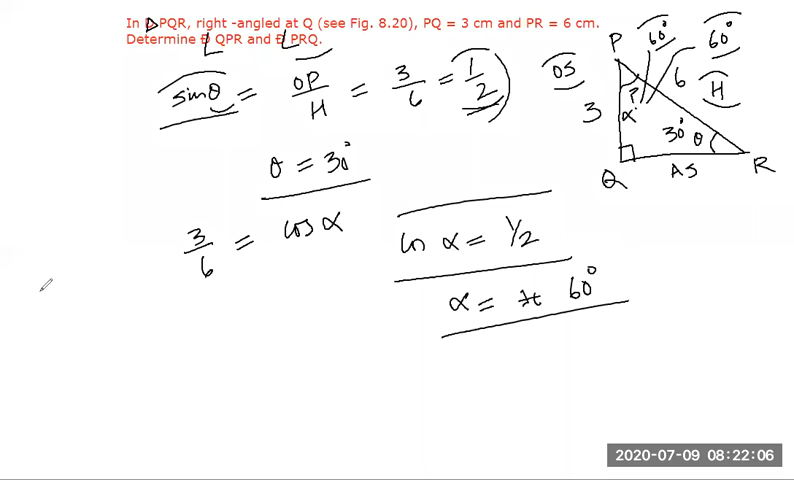 In △ PQR, right -angled at Q (see Fig. 8.20), PQ = 3 cm and PR = 6 cm.
Determine Ð QPR and Ð PRQ.
L L
sinθ = OP/H = 3/6 = 1/2
θ = 30°
3/6 = cos α
cos α = 1/2
α = 60°
OS
P 60° 60°
3 ? 6 H
α 30° θ
Q AS R
2020-07-09 08:22:06